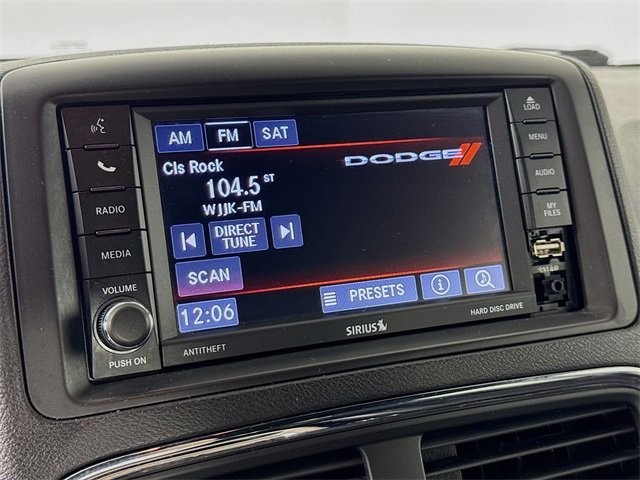 LOAD
MENU
AUDIO
MY
FILES
RADIO
MEDIA
VOLUME
PUSH ON
AM FM SAT
Cls Rock
104.5 ST
WJJK-FM
DODGE
DIRECT
TUNE
SCAN
12:06
PRESETS
SIRIUS
ANTITHEFT
HARD DISC DRIVE